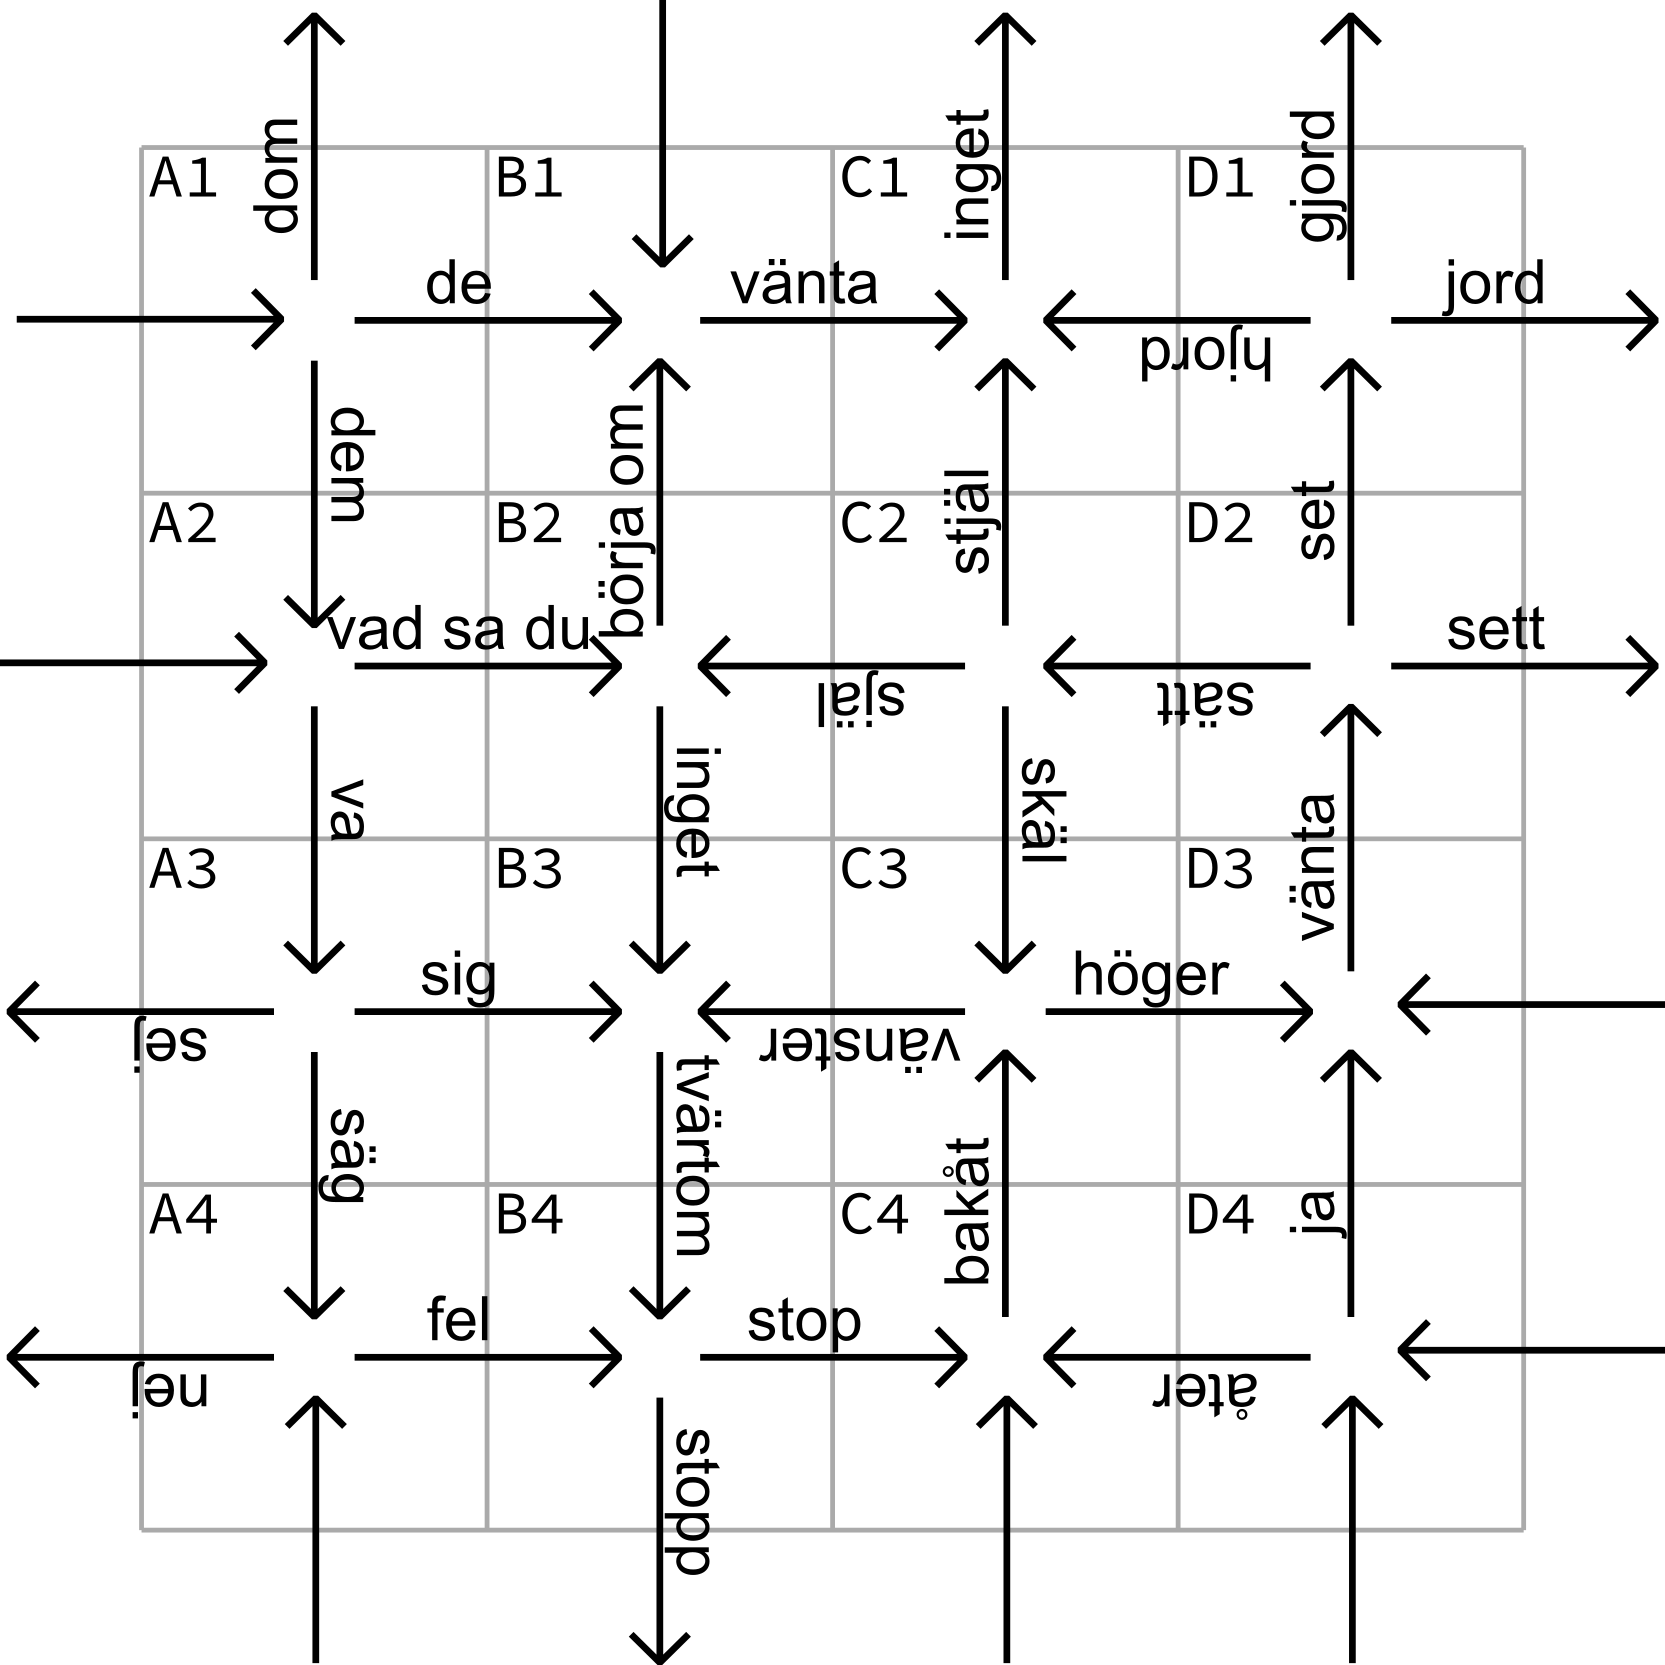 dom
inget
gjord
A1
B1
C1
D1
de
vänta
hjord
jord
dem
börja om
stjäl
set
A2
B2
C2
D2
vad sa du
själ
sätt
sett
va
inget
skäl
vänta
A3
B3
C3
D3
sej
sig
vänster
höger
säg
tvärtom
bakåt
ja
A4
B4
C4
D4
nej
fel
stop
åter
stopp